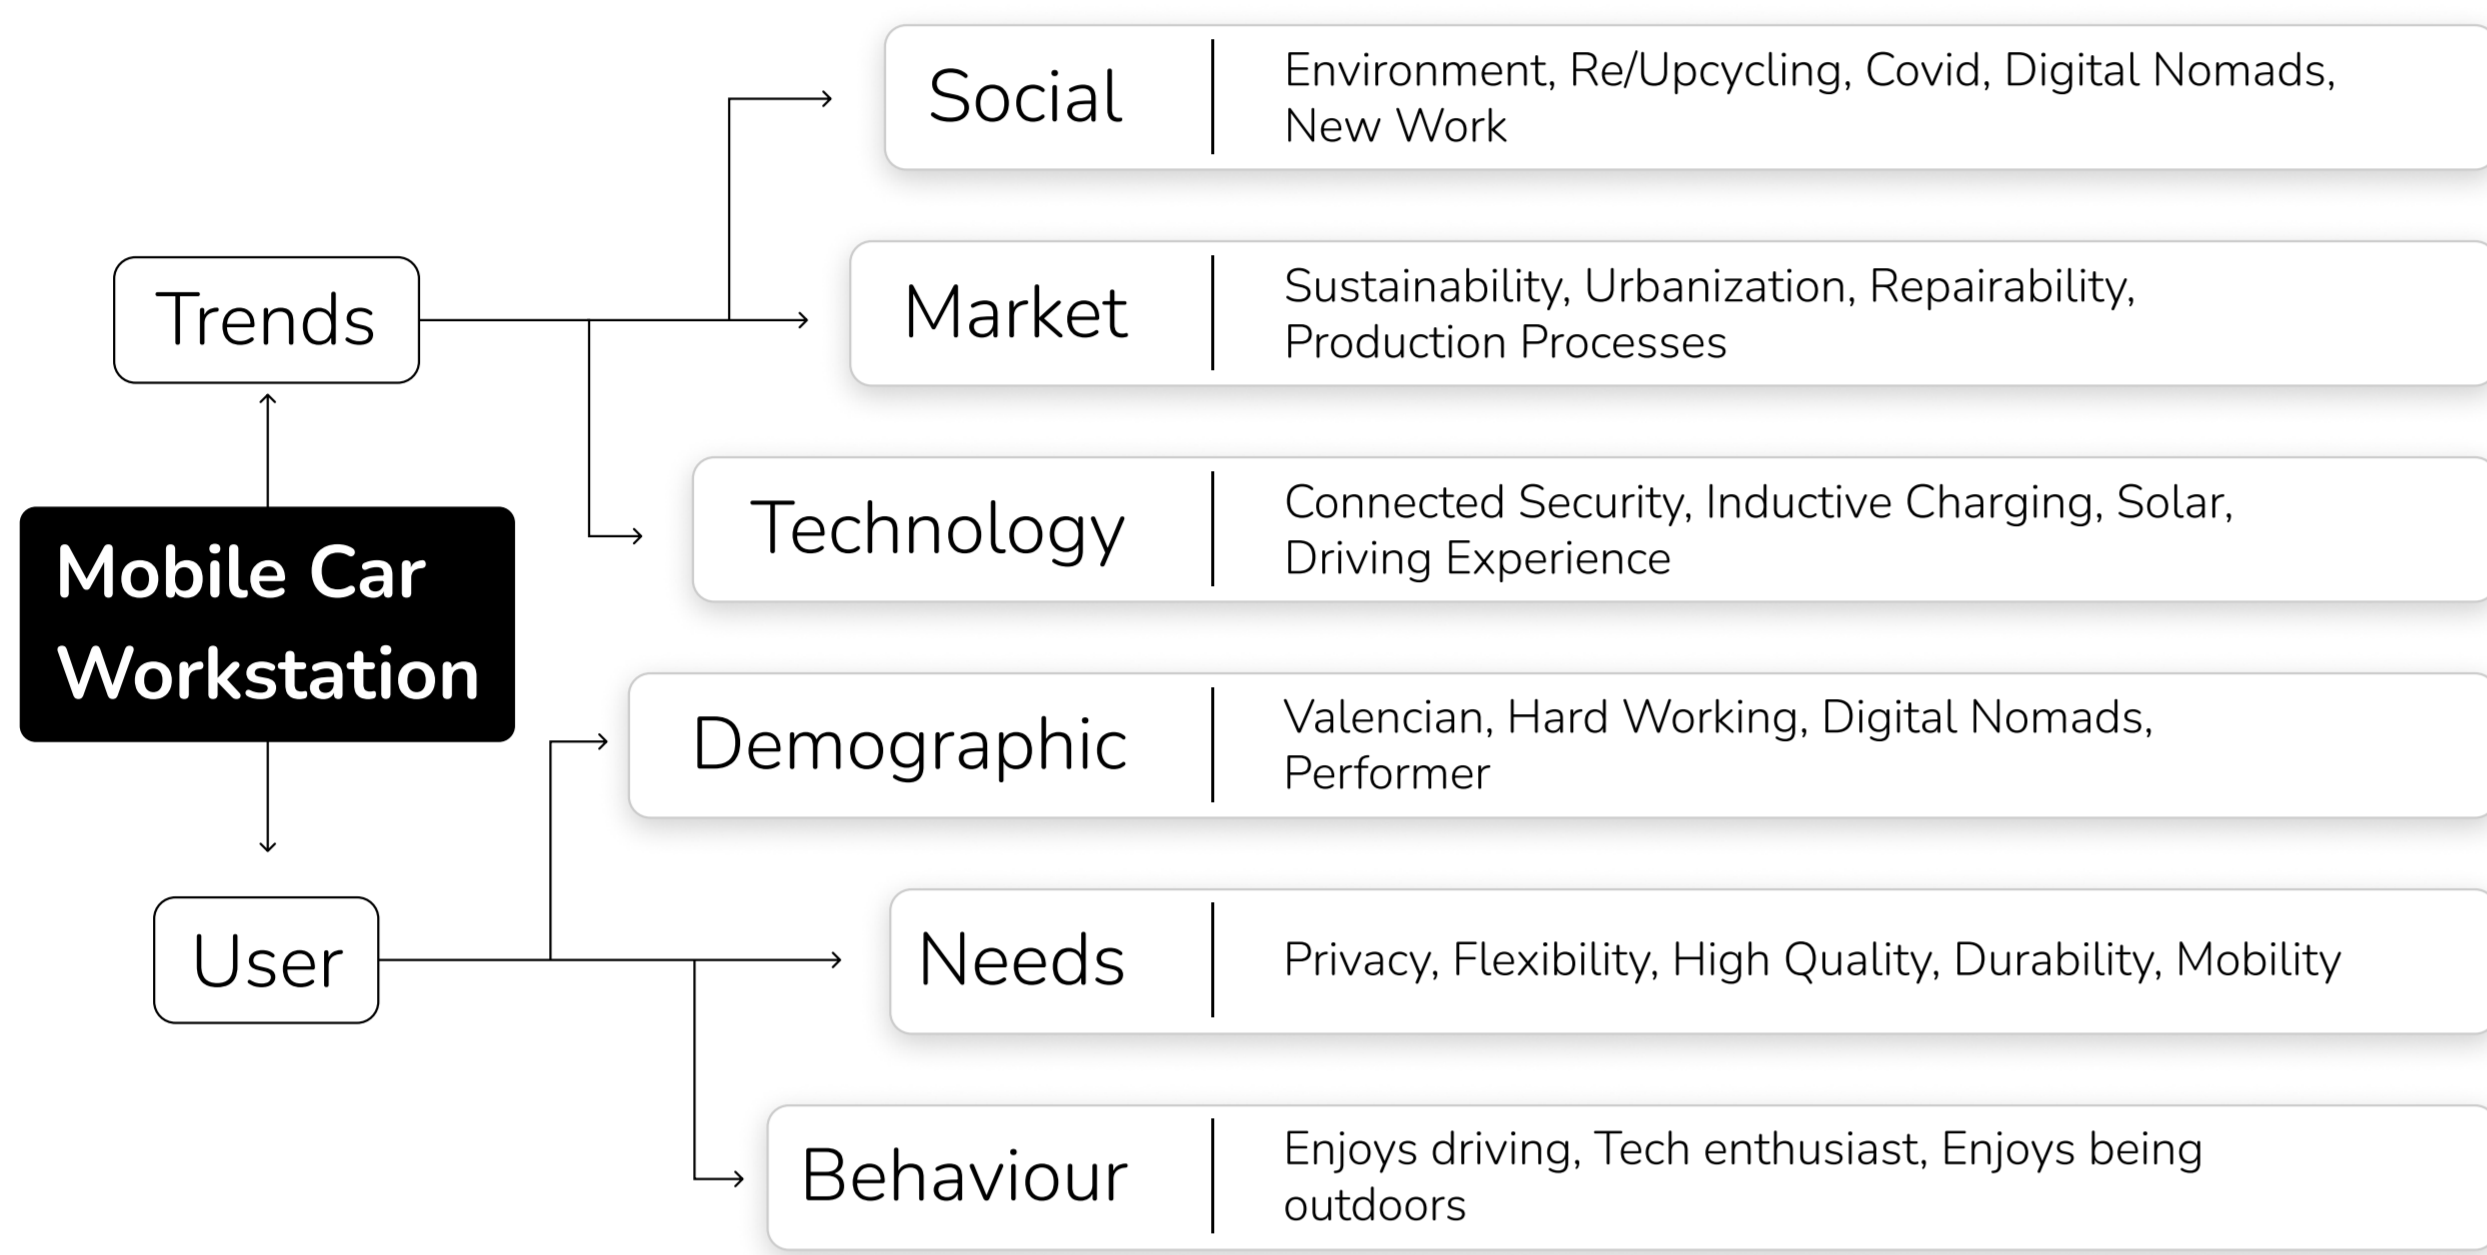 Social
Environment, Re/Upcycling, Covid, Digital Nomads,
New Work
Trends
Market
Sustainability, Urbanization, Repairability,
Production Processes
Technology
Connected Security, Inductive Charging, Solar,
Driving Experience
Mobile Car
Workstation
Demographic
Valencian, Hard Working, Digital Nomads,
Performer
User
Needs
Privacy, Flexibility, High Quality, Durability, Mobility
Behaviour
Enjoys driving, Tech enthusiast, Enjoys being
outdoors